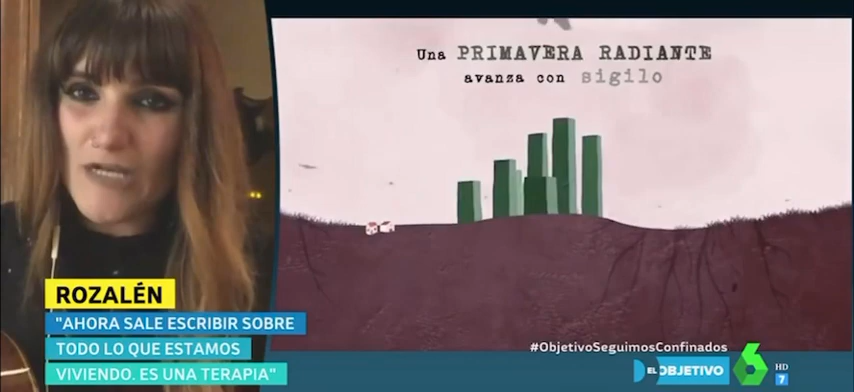 Una PRIMAVERA RADIANTE
avanza con sigilo
ROZALÉN
"AHORA SALE ESCRIBIR SOBRE
TODO LO QUE ESTAMOS
VIVIENDO. ES UNA TERAPIA"
#ObjetivoSeguimosConfinados
EL OBJETIVO
6
HD
7